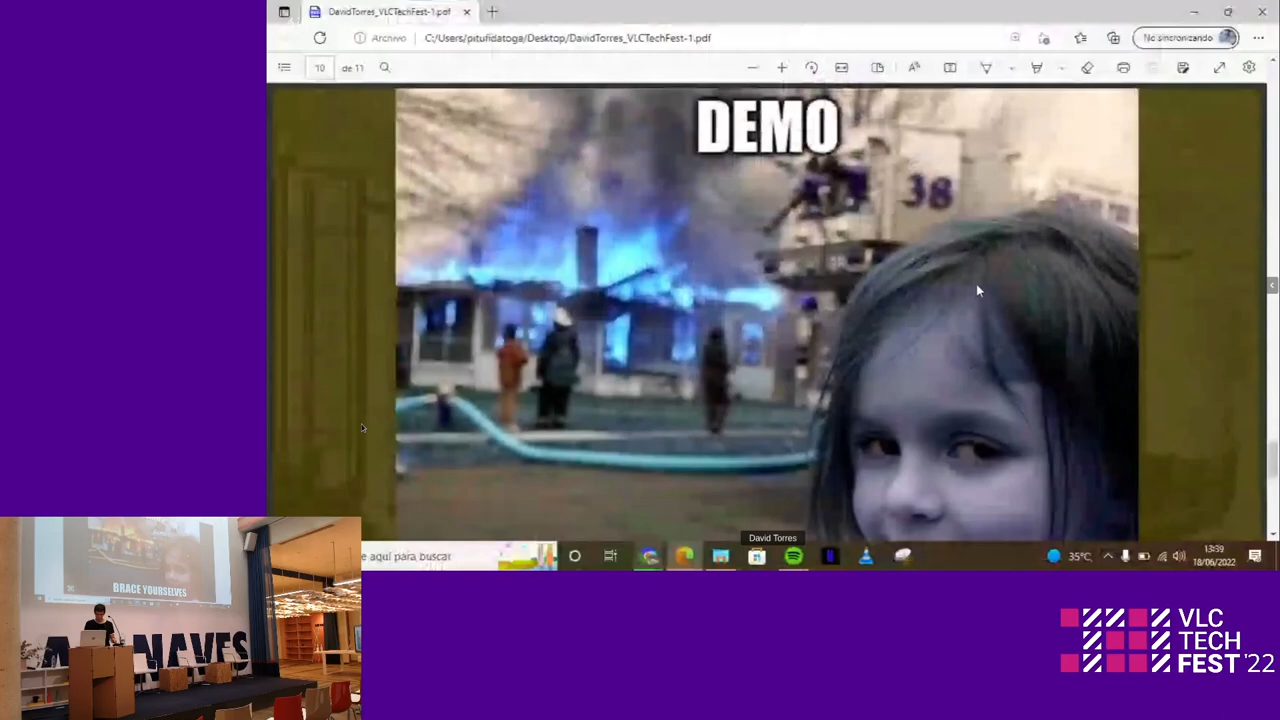 DavidTorres_VLCTechFest-1.pdf
Archivo
C:/Users/pitufidatoga/Desktop/DavidTorres_VLCTechFest-1.pdf
No sincronizando
10 de 11
DEMO
38
David Torres
e aquí para buscar
35°C
13:39
18/06/2022
BRACE YOURSELVES
NAVES
VLC
TECH
FEST '22